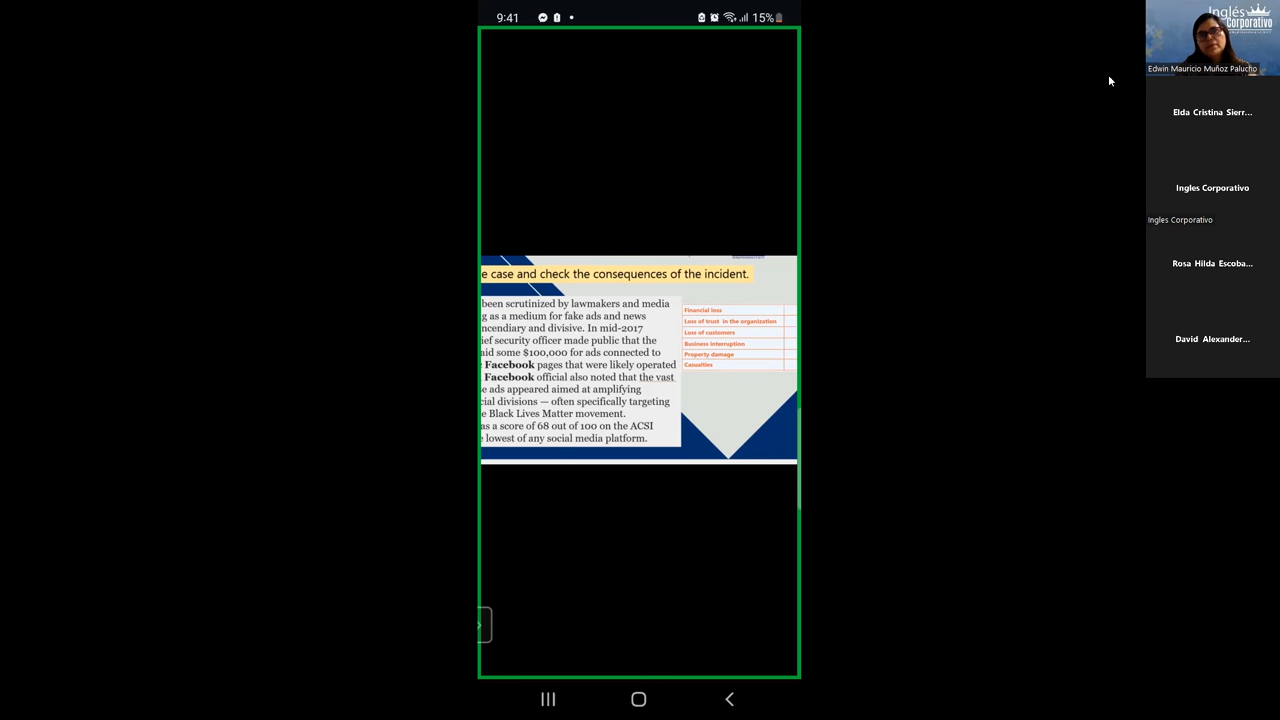 9:41
15%
e case and check the consequences of the incident.
been scrutinized by lawmakers and media
g as a medium for fake ads and news
ncendiary and divisive. In mid-2017
ief security officer made public that the
aid some $100,000 for ads connected to
Facebook pages that were likely operated
Facebook official also noted that the vast
e ads appeared aimed at amplifying
cial divisions — often specifically targeting
e Black Lives Matter movement.
as a score of 68 out of 100 on the ACSI
e lowest of any social media platform.
Financial loss
Loss of trust in the organization
Loss of customers
Business interruption
Property damage
Casualties
Inglés
Corporativo
Edwin Mauricio Muñoz Palucho
Elda Cristina Sierr...
Ingles Corporativo
Ingles Corporativo
Rosa Hilda Escoba...
David Alexander...